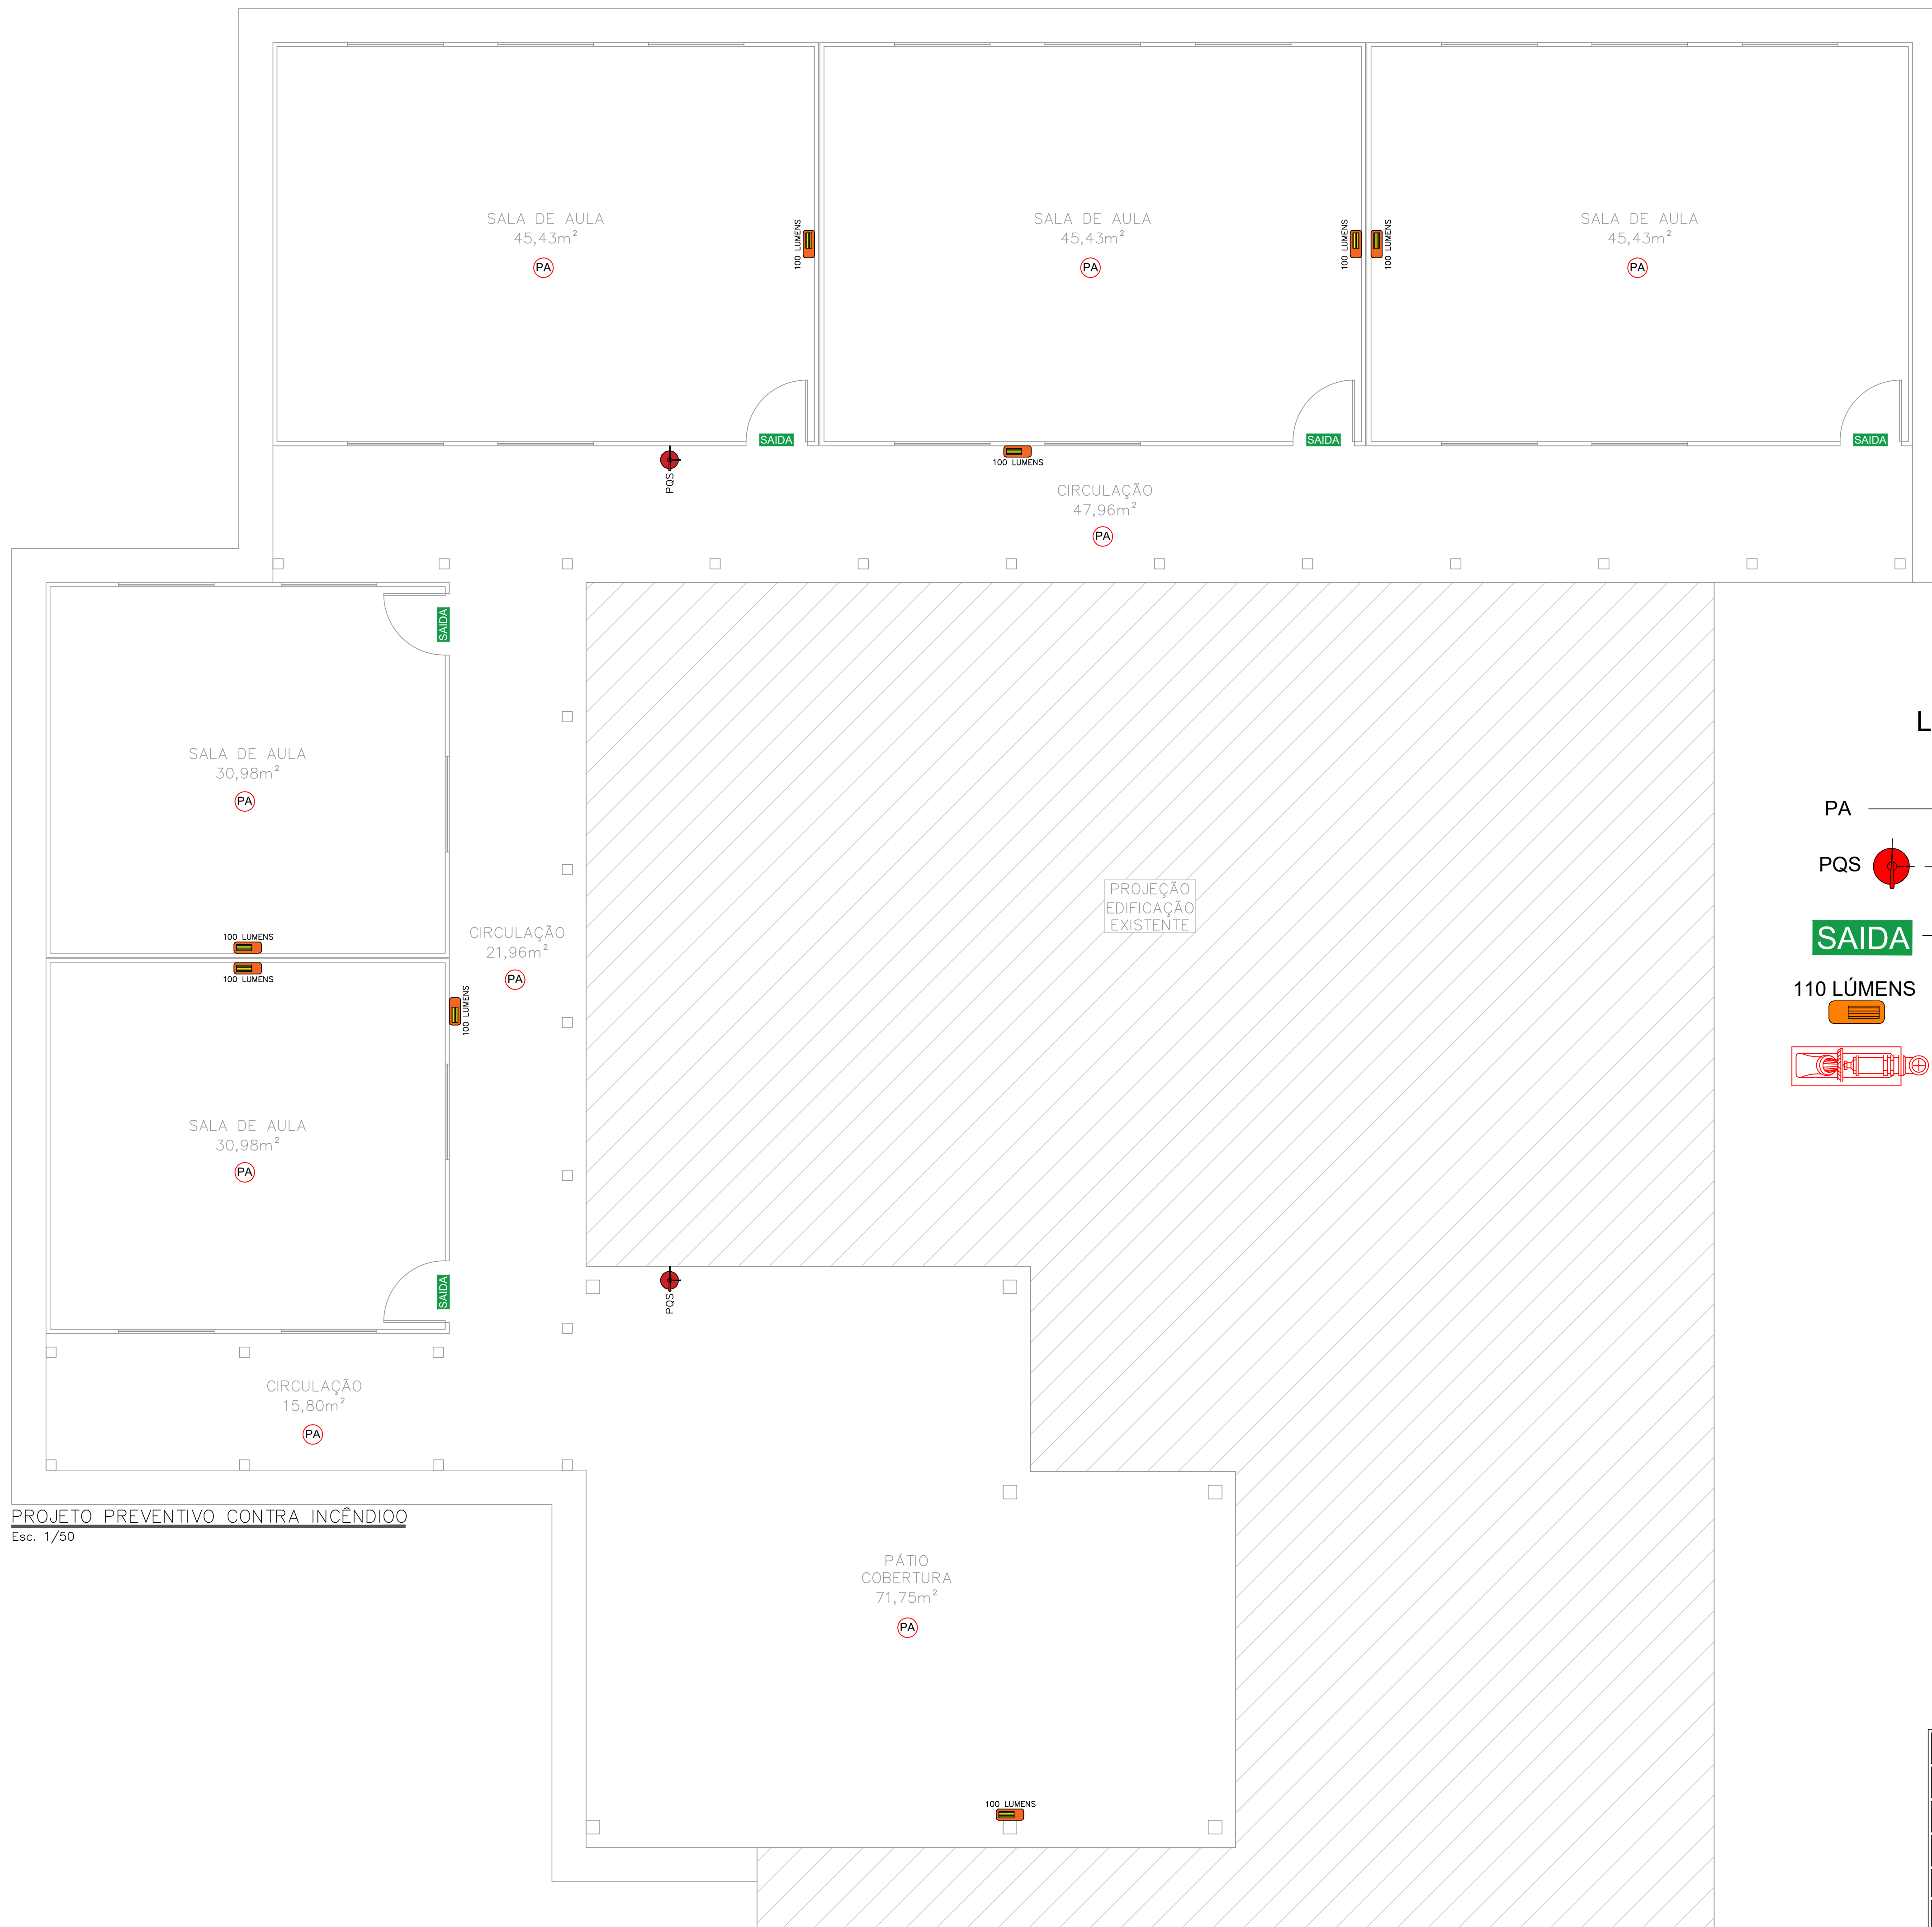 SALA DE AULA
45,43m²
PA
100 LUMENS
SALA DE AULA
45,43m²
PA
100 LUMENS
100 LUMENS
SALA DE AULA
45,43m²
PA
SAIDA
SAIDA
SAIDA
PQS
100 LUMENS
CIRCULAÇÃO
47,96m²
PA
SAIDA
SALA DE AULA
30,98m²
PA
100 LUMENS
100 LUMENS
100 LUMENS
CIRCULAÇÃO
21,96m²
PA
PROJEÇÃO
EDIFICAÇÃO
EXISTENTE
L
PA
PQS
SAIDA
110 LÚMENS
SALA DE AULA
30,98m²
PA
SAIDA
PQS
CIRCULAÇÃO
15,80m²
PA
PROJETO PREVENTIVO CONTRA INCÊNDIOO
Esc. 1/50
PÁTIO
COBERTURA
71,75m²
PA
100 LUMENS